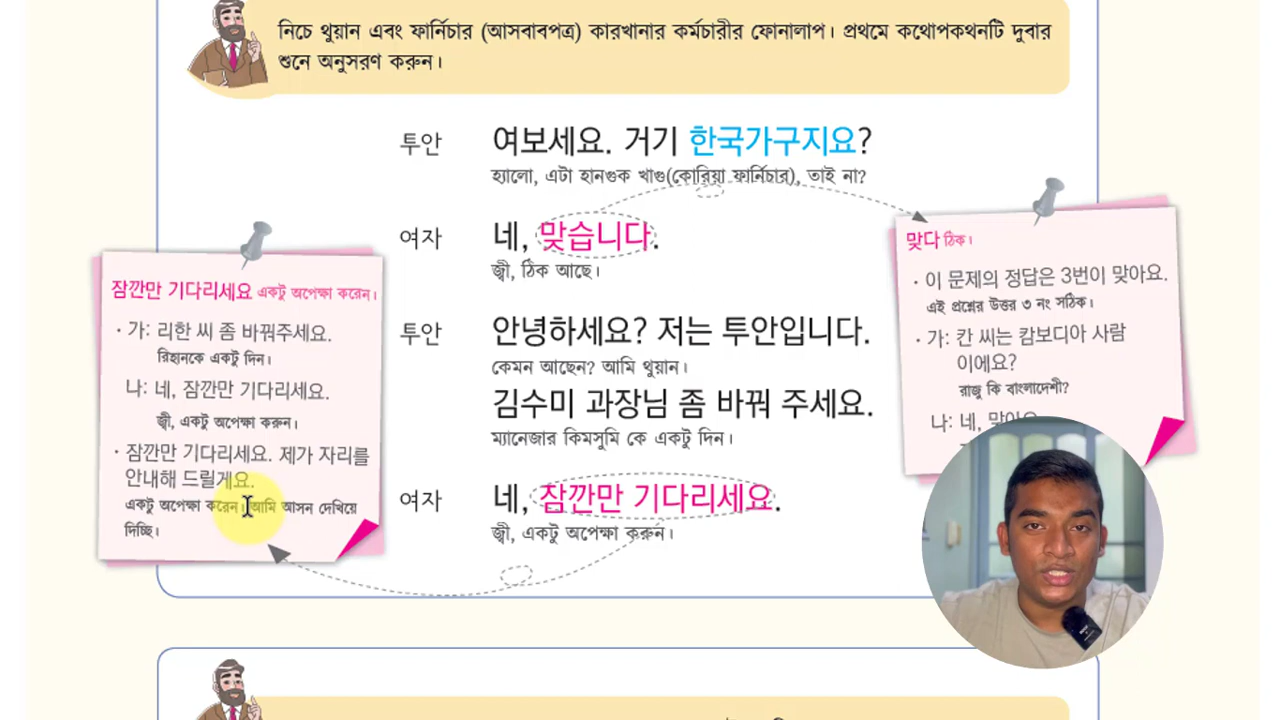 নিচে থুয়ান এবং ফার্নিচার (আসবাবপত্র) কারখানার কর্মচারীর ফোনালাপ। প্রথমে কথোপকথনটি দুবার
শুনে অনুসরণ করুন।
투안 여보세요. 거기 한국가구지요?
হ্যালো, এটা হানগুক খাগু(কোরিয়া ফার্নিচার), তাই না?
여자 네, 맞습니다.
জ্বী, ঠিক আছে।
투안 안녕하세요? 저는 투안입니다.
কেমন আছেন? আমি থুয়ান।
김수미 과장님 좀 바꿔 주세요.
ম্যানেজার কিমসুমি কে একটু দিন।
여자 네, 잠깐만 기다리세요.
জ্বী, একটু অপেক্ষা করুন।
잠깐만 기다리세요 একটু অপেক্ষা করেন।
· 가: 리한 씨 좀 바꿔주세요.
রিহানকে একটু দিন।
나: 네, 잠깐만 기다리세요.
জ্বী, একটু অপেক্ষা করুন।
· 잠깐만 기다리세요. 제가 자리를
안내해 드릴게요.
একটু অপেক্ষা করেন। আমি আসন দেখিয়ে
দিচ্ছি।
맞다 ঠিক।
· 이 문제의 정답은 3번이 맞아요.
এই প্রশ্নের উত্তর ৩ নং সঠিক।
· 가: 칸 씨는 캄보디아 사람
이에요?
রাজু কি বাংলাদেশী?
나: 네, 맞아요